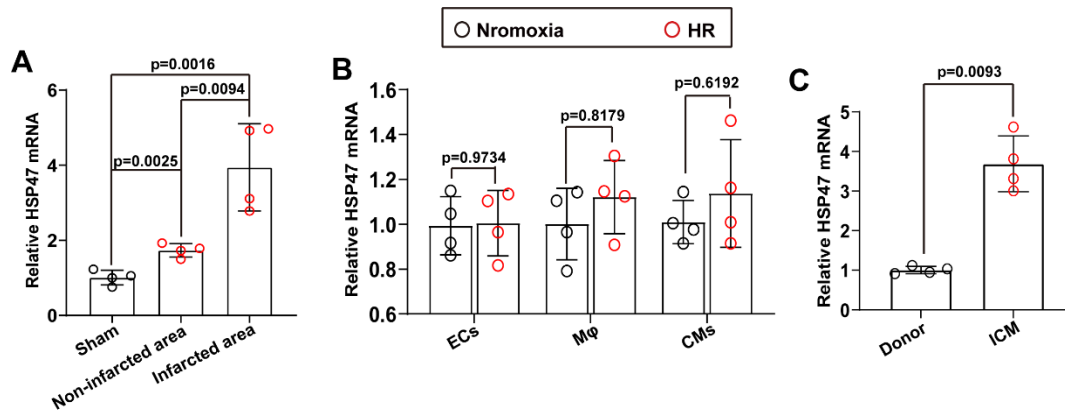 Nromoxia HR
A
p=0.0016
p=0.0094
p=0.0025
Relative HSP47 mRNA
6
4
2
0
Sham
Non-infarcted area
Infarcted area
B
p=0.9734
p=0.8179
p=0.6192
Relative HSP47 mRNA
1.6
1.4
1.2
1.0
0.8
0.6
ECs
Mφ
CMs
C
p=0.0093
Relative HSP47 mRNA
5
4
3
2
1
0
Donor
ICM